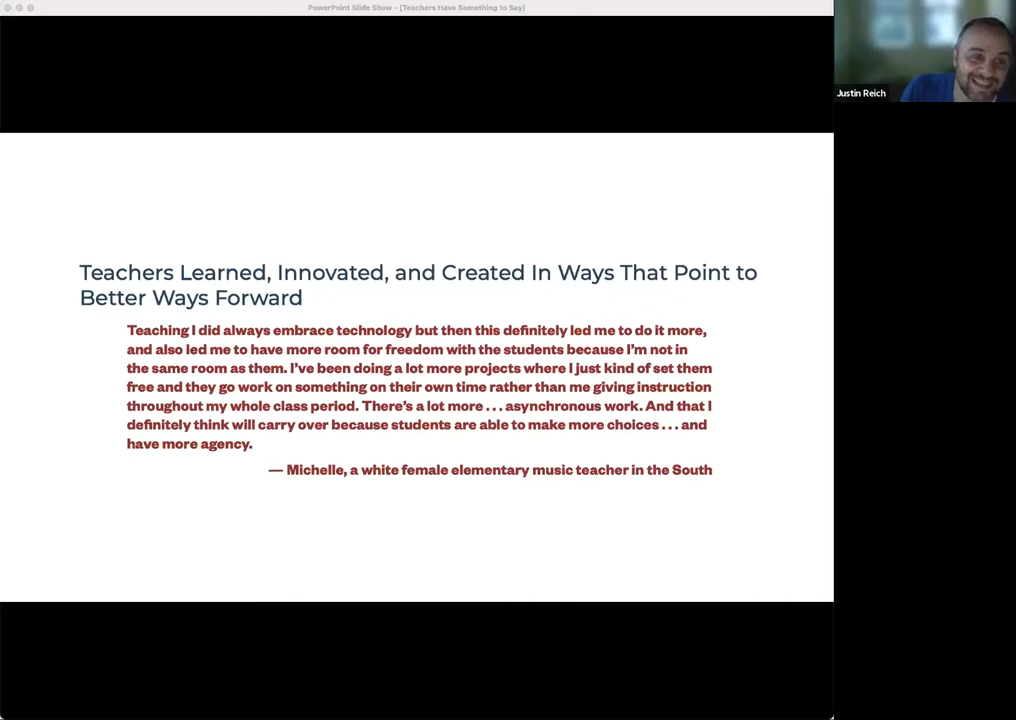 PowerPoint Slide Show - [Teachers Have Something to Say]
Justin Reich
Teachers Learned, Innovated, and Created In Ways That Point to
Better Ways Forward
Teaching I did always embrace technology but then this definitely led me to do it more,
and also led me to have more room for freedom with the students because I'm not in
the same room as them. I've been doing a lot more projects where I just kind of set them
free and they go work on something on their own time rather than me giving instruction
throughout my whole class period. There's a lot more . . . asynchronous work. And that I
definitely think will carry over because students are able to make more choices . . . and
have more agency.
— Michelle, a white female elementary music teacher in the South